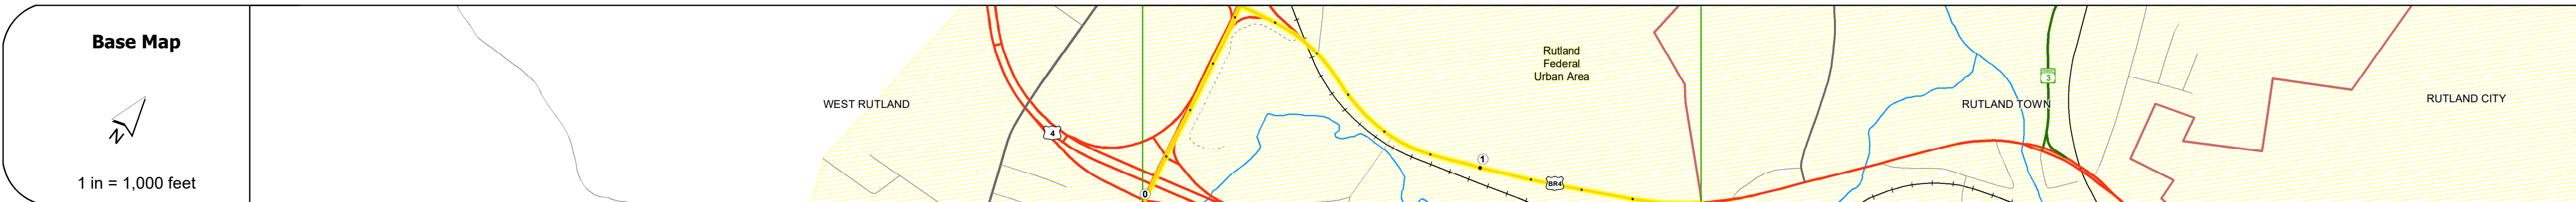 Base Map
N
1 in = 1,000 feet
WEST RUTLAND
4
0
Rutland
Federal
Urban Area
1
BR4
3
RUTLAND TOWN
RUTLAND CITY